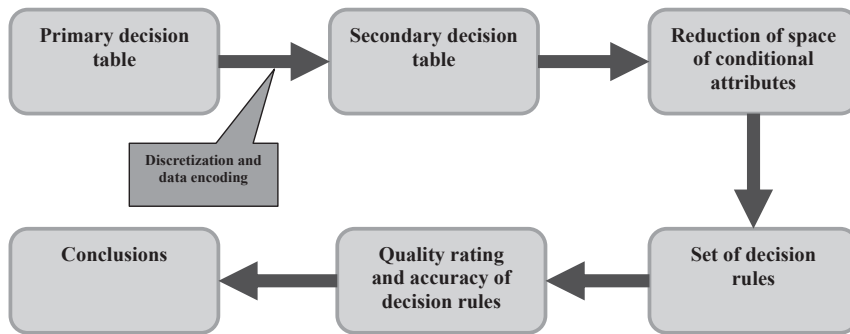 Primary decision
table
Secondary decision
table
Reduction of space
of conditional
attributes
Discretization and
data encoding
Conclusions
Quality rating
and accuracy of
decision rules
Set of decision
rules